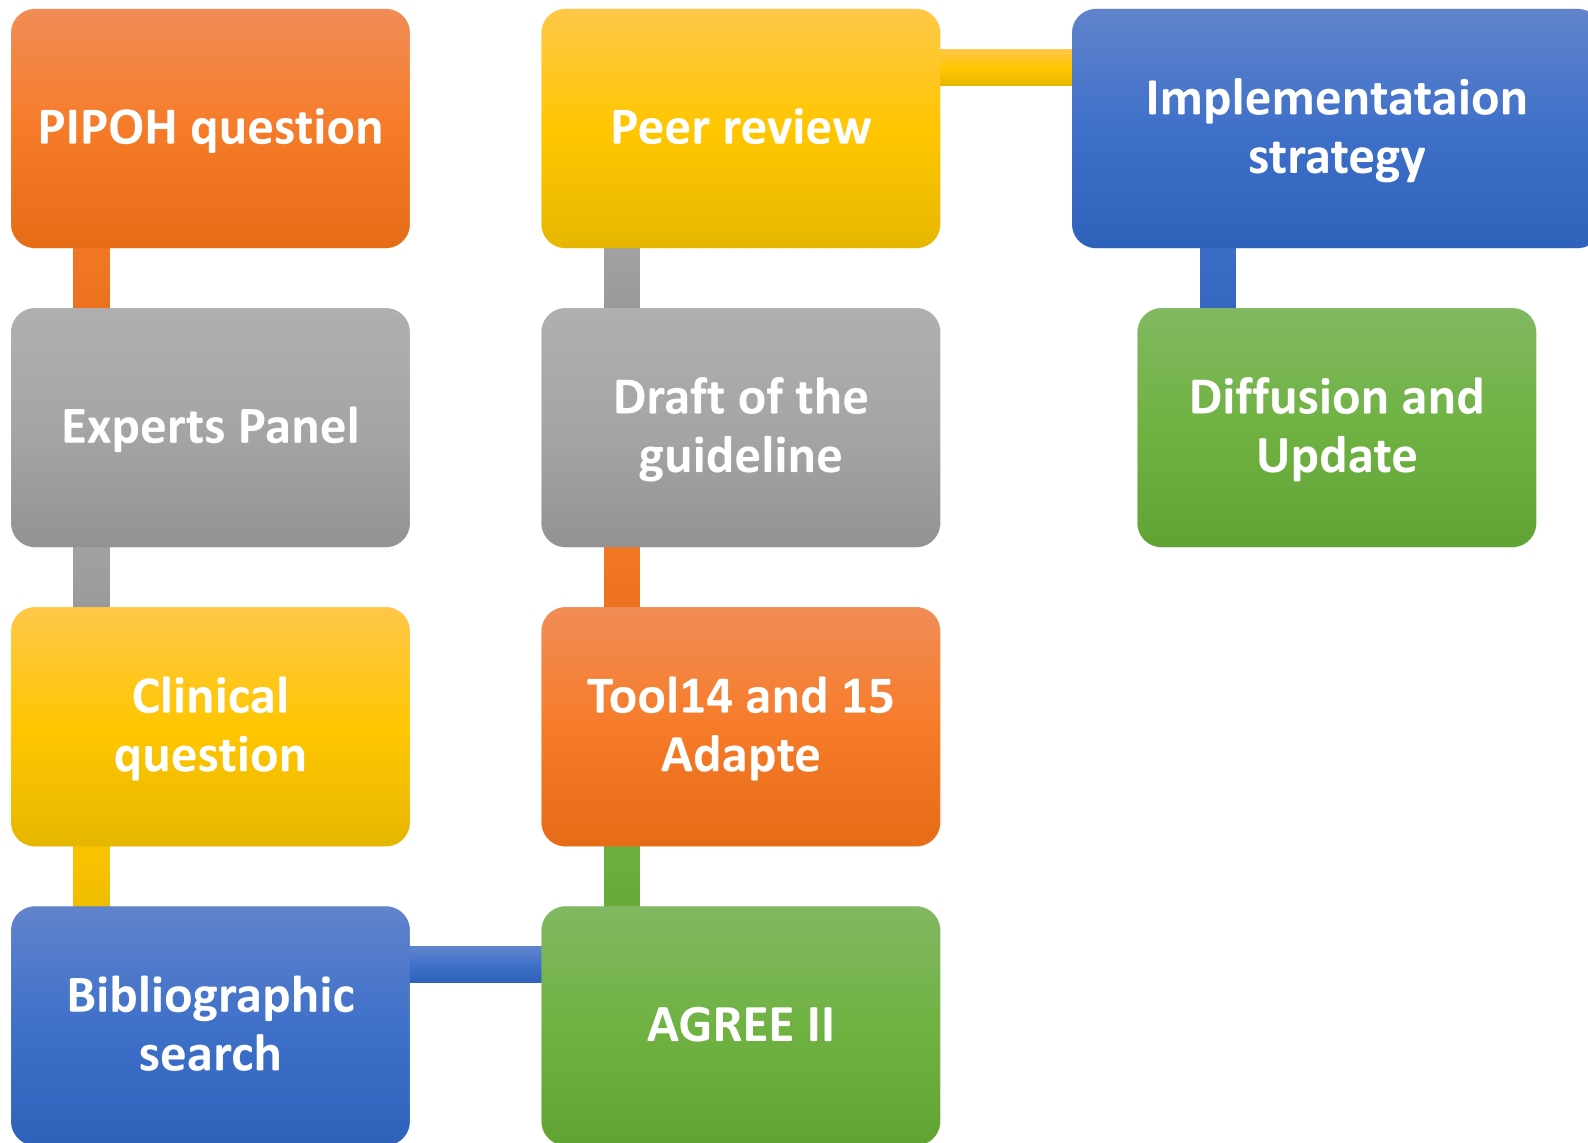 PIPOH question
Experts Panel
Clinical
question
Bibliographic
search
AGREE II
Tool14 and 15
Adapte
Draft of the
guideline
Peer review
Implementataion
strategy
Diffusion and
Update